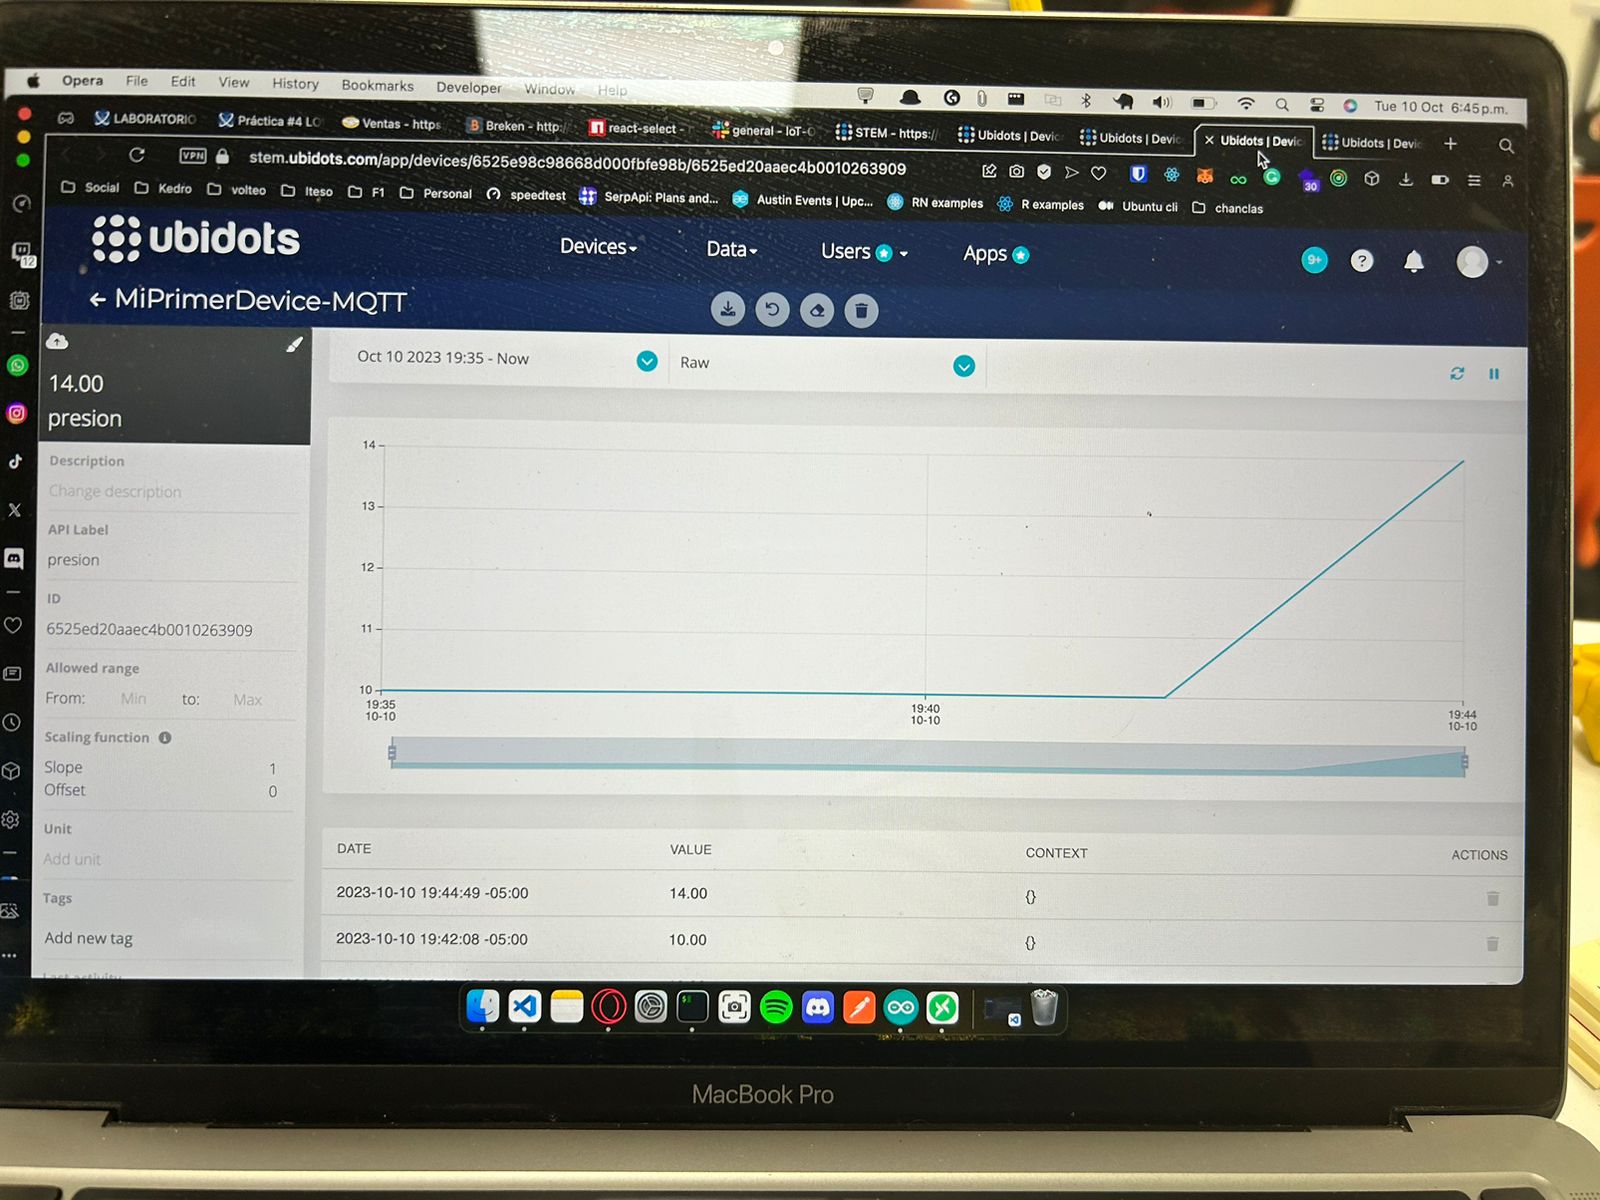 Opera File Edit View History Bookmarks Developer Window Help Tue 10 Oct 6:45 p.m.
LABORATORIO Práctica #4 LO Ventas - https Breken - http:/ react-select - general - IoT-O STEM - https:// Ubidots | Devic Ubidots | Devic × Ubidots | Devic Ubidots | Devic +
VPN stem.ubidots.com/app/devices/6525e98c98668d000fbfe98b/6525ed20aaec4b0010263909 30
Social Kedro volteo Iteso F1 Personal speedtest SerpApi: Plans and... Austin Events | Upc... RN examples R examples Ubuntu cli chanclas
12
ubidots Devices Data Users Apps 9+ ?
← MiPrimerDevice-MQTT
14.00
presion
Oct 10 2023 19:35 - Now Raw
Description
Change description
API Label
presion
ID
6525ed20aaec4b0010263909
Allowed range
From: Min to: Max
Scaling function
Slope 1
Offset 0
Unit
Add unit
Tags
Add new tag
Last activity
14
13
12
11
10
19:35 19:40 19:44
10-10 10-10 10-10
DATE VALUE CONTEXT ACTIONS
2023-10-10 19:44:49 -05:00 14.00 {}
2023-10-10 19:42:08 -05:00 10.00 {}
MacBook Pro